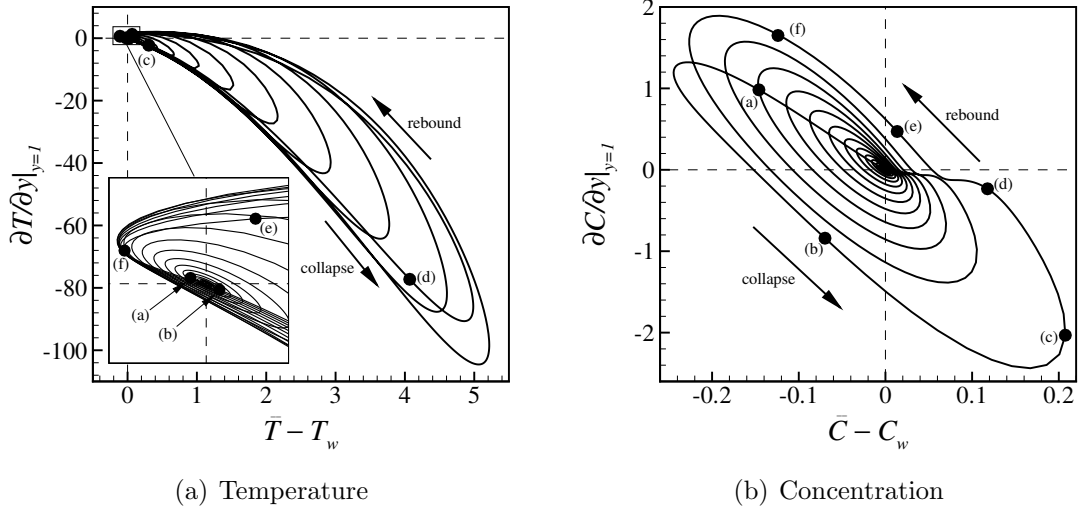 0
-20
-40
-60
-80
-100
0 1 2 3 4 5
∂T/∂y|y=1
T̄ − Tw
(c)
rebound
collapse
(d)
(e)
(f)
(a)
(b)
(a) Temperature
2
1
0
-1
-2
-0.2 -0.1 0 0.1 0.2
∂C/∂y|y=1
C̄ − Cw
(f)
(a)
(e)
rebound
(d)
(b)
collapse
(c)
(b) Concentration